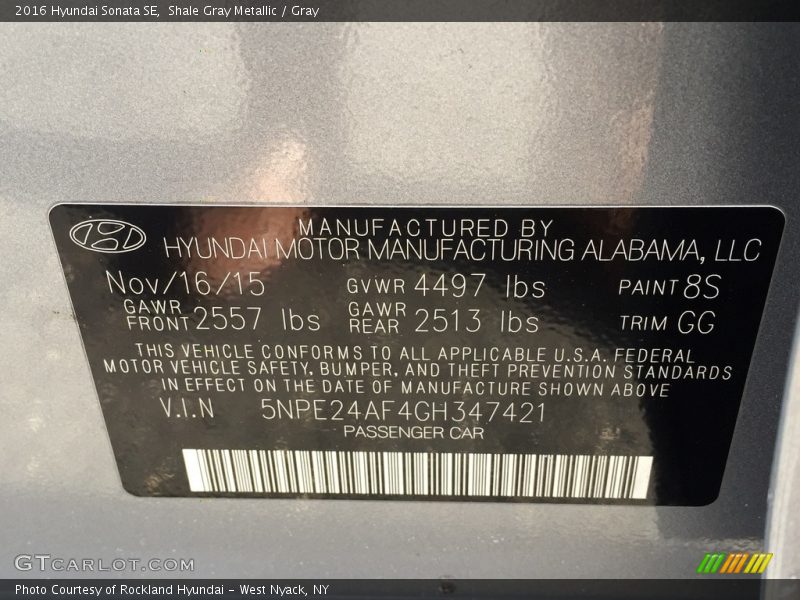 2016 Hyundai Sonata SE,  Shale Gray Metallic / Gray
MANUFACTURED BY
HYUNDAI MOTOR MANUFACTURING ALABAMA, LLC
Nov/16/15 GVWR 4497 lbs PAINT 8S
GAWR FRONT 2557 lbs GAWR REAR 2513 lbs TRIM GG
THIS VEHICLE CONFORMS TO ALL APPLICABLE U.S.A. FEDERAL
MOTOR VEHICLE SAFETY, BUMPER, AND THEFT PREVENTION STANDARDS
IN EFFECT ON THE DATE OF MANUFACTURE SHOWN ABOVE
V.I.N 5NPE24AF4GH347421
PASSENGER CAR
GTCARLOT.COM
Photo Courtesy of Rockland Hyundai - West Nyack, NY